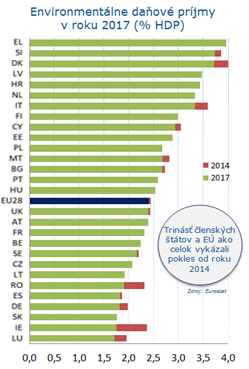 Environmentálne daňové príjmy
v roku 2017 (% HDP)
EL
SI
DK
LV
HR
NL
IT
FI
CY
EE
PL
MT
BG
PT
HU
EU28
UK
AT
FR
BE
SE
CZ
LT
RO
ES
DE
SK
IE
LU
2014
2017
Trinásť členských
štátov a EÚ ako
celok vykázali
pokles od roku
2014
Zdroj : Eurostat
0,0 0,5 1,0 1,5 2,0 2,5 3,0 3,5 4,0